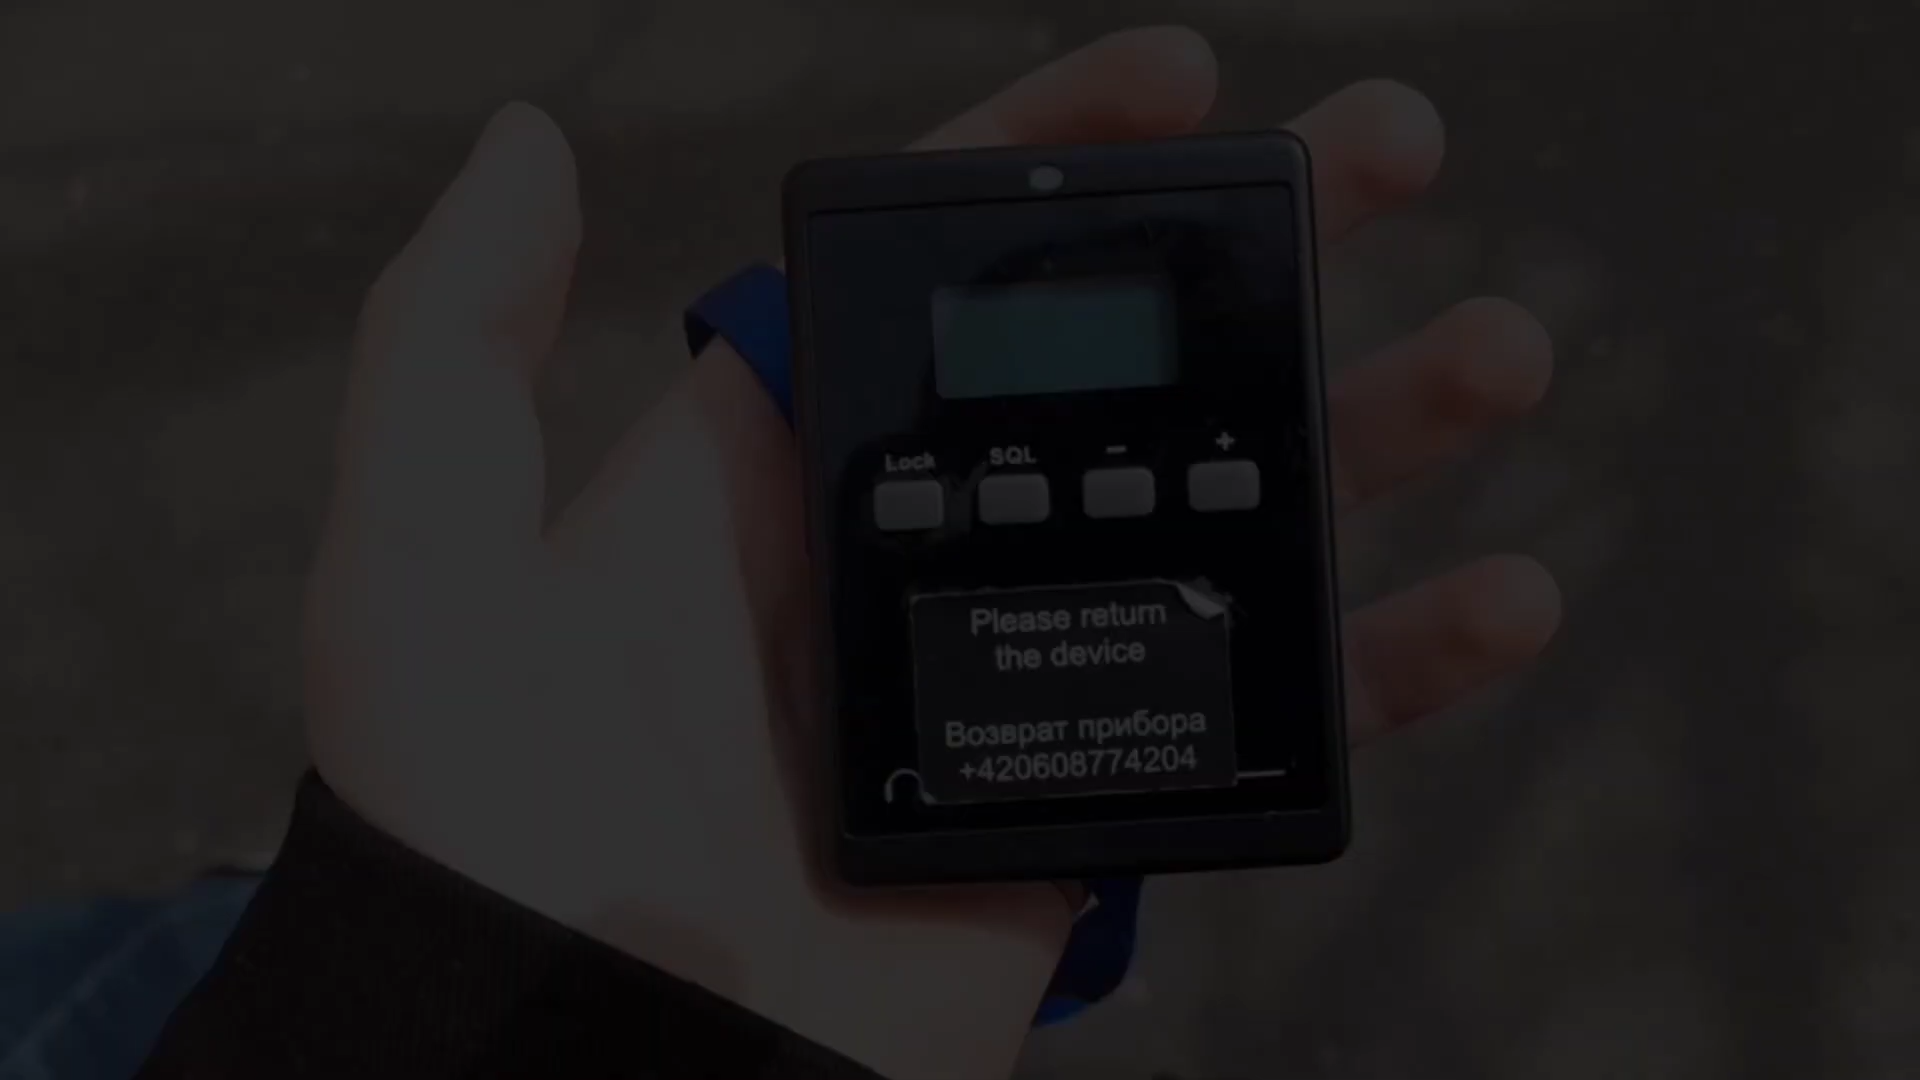 Lock SQL − +
Please return
the device
Возврат прибора
+420608774204